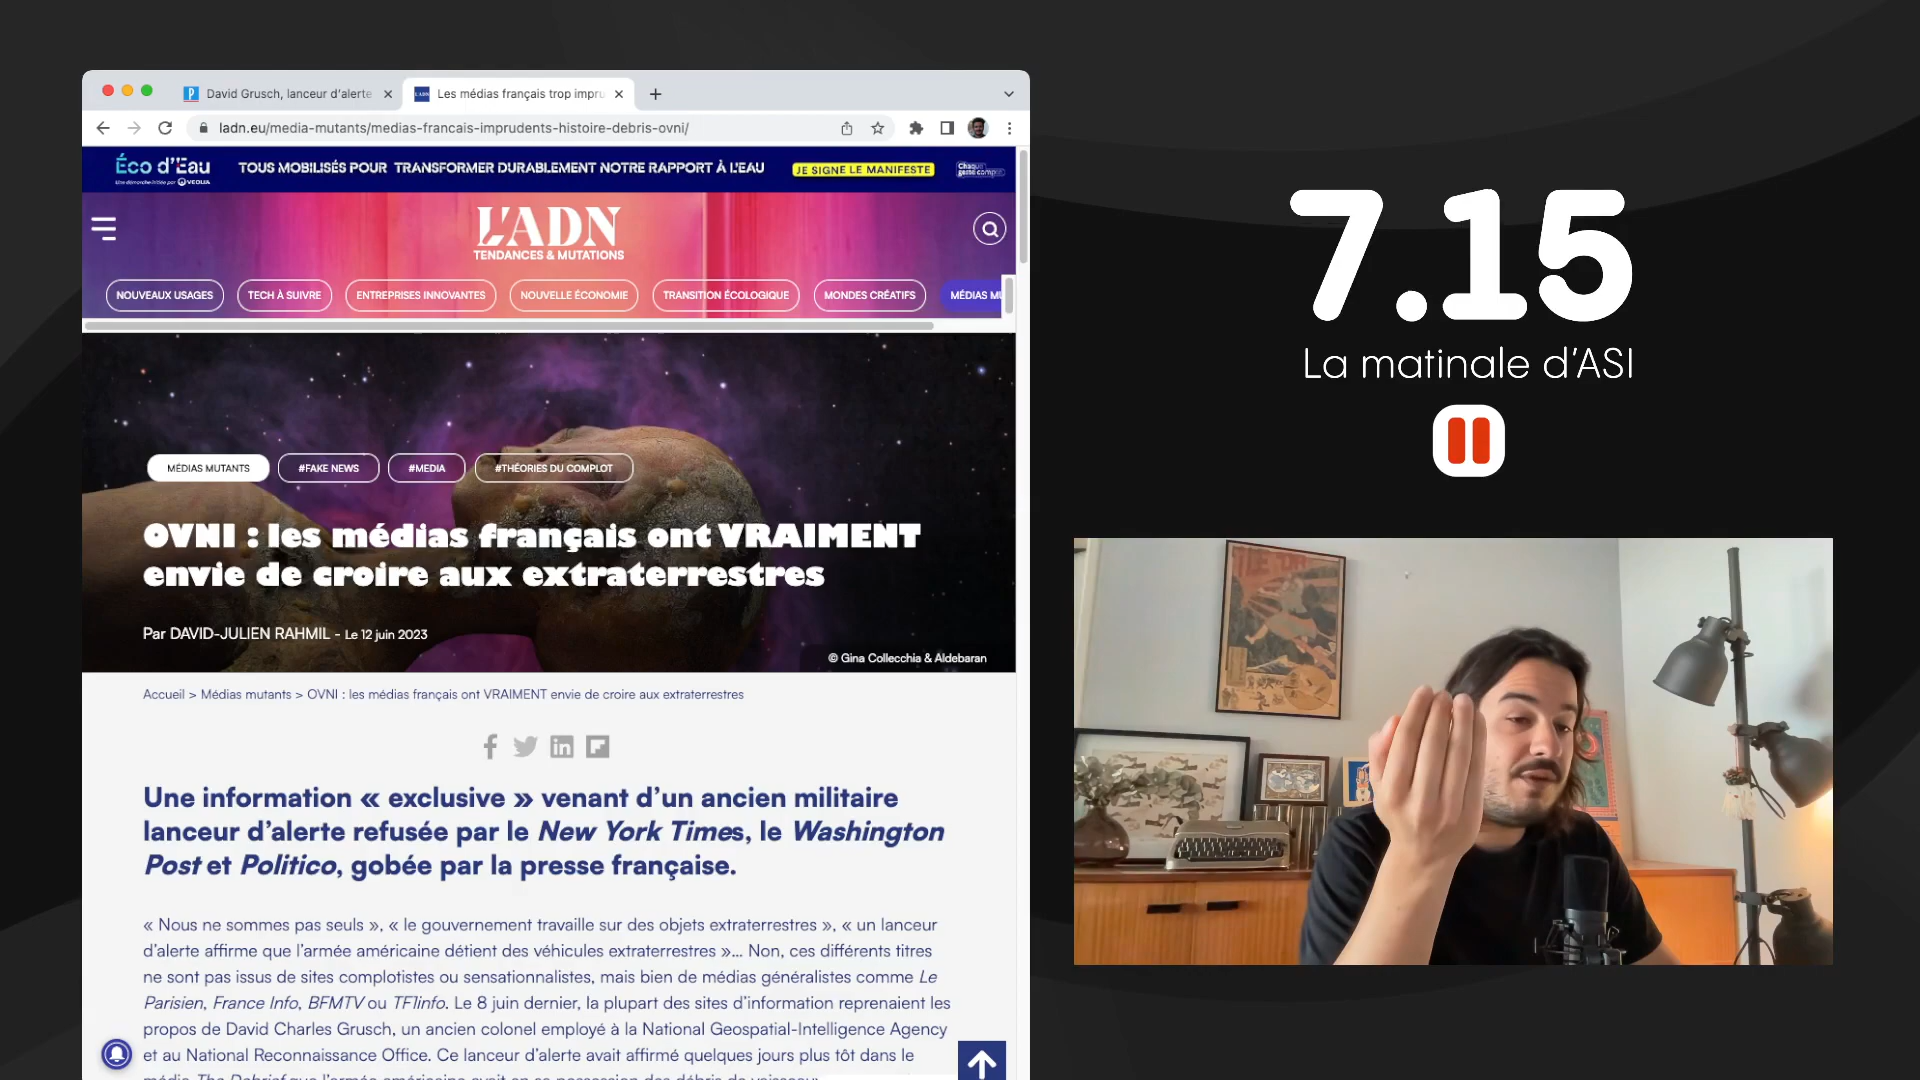 David Grusch, lanceur d'alerte
Les médias français trop impru
ladn.eu/media-mutants/medias-francais-imprudents-histoire-debris-ovni/
Éco d'Eau
TOUS MOBILISÉS POUR TRANSFORMER DURABLEMENT NOTRE RAPPORT À L'EAU
JE SIGNE LE MANIFESTE
L'ADN
TENDANCES & MUTATIONS
NOUVEAUX USAGES
TECH À SUIVRE
ENTREPRISES INNOVANTES
NOUVELLE ÉCONOMIE
TRANSITION ÉCOLOGIQUE
MONDES CRÉATIFS
MÉDIAS MU
MÉDIAS MUTANTS
#FAKE NEWS
#MEDIA
#THÉORIES DU COMPLOT
OVNI : les médias français ont VRAIMENT
envie de croire aux extraterrestres
Par DAVID-JULIEN RAHMIL - Le 12 juin 2023
© Gina Collecchia & Aldebaran
Accueil > Médias mutants > OVNI : les médias français ont VRAIMENT envie de croire aux extraterrestres
Une information « exclusive » venant d'un ancien militaire
lanceur d'alerte refusée par le New York Times, le Washington
Post et Politico, gobée par la presse française.
« Nous ne sommes pas seuls », « le gouvernement travaille sur des objets extraterrestres », « un lanceur
d'alerte affirme que l'armée américaine détient des véhicules extraterrestres »... Non, ces différents titres
ne sont pas issus de sites complotistes ou sensationnalistes, mais bien de médias généralistes comme Le
Parisien, France Info, BFMTV ou TF1info. Le 8 juin dernier, la plupart des sites d'information reprenaient les
propos de David Charles Grusch, un ancien colonel employé à la National Geospatial-Intelligence Agency
et au National Reconnaissance Office. Ce lanceur d'alerte avait affirmé quelques jours plus tôt dans le
7.15
La matinale d'ASI